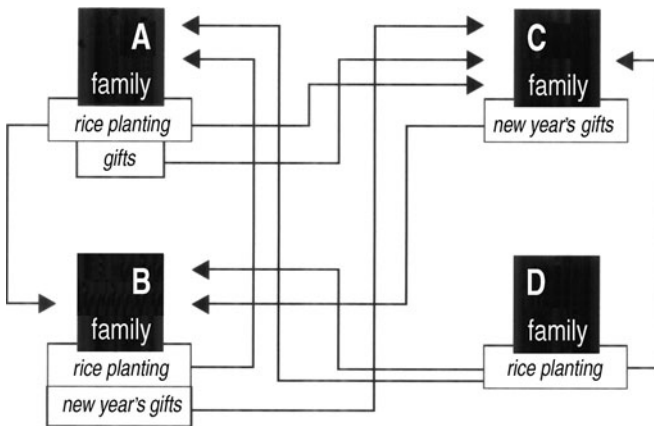 A
family
rice planting
gifts
C
family
new year's gifts
B
family
rice planting
new year's gifts
D
family
rice planting